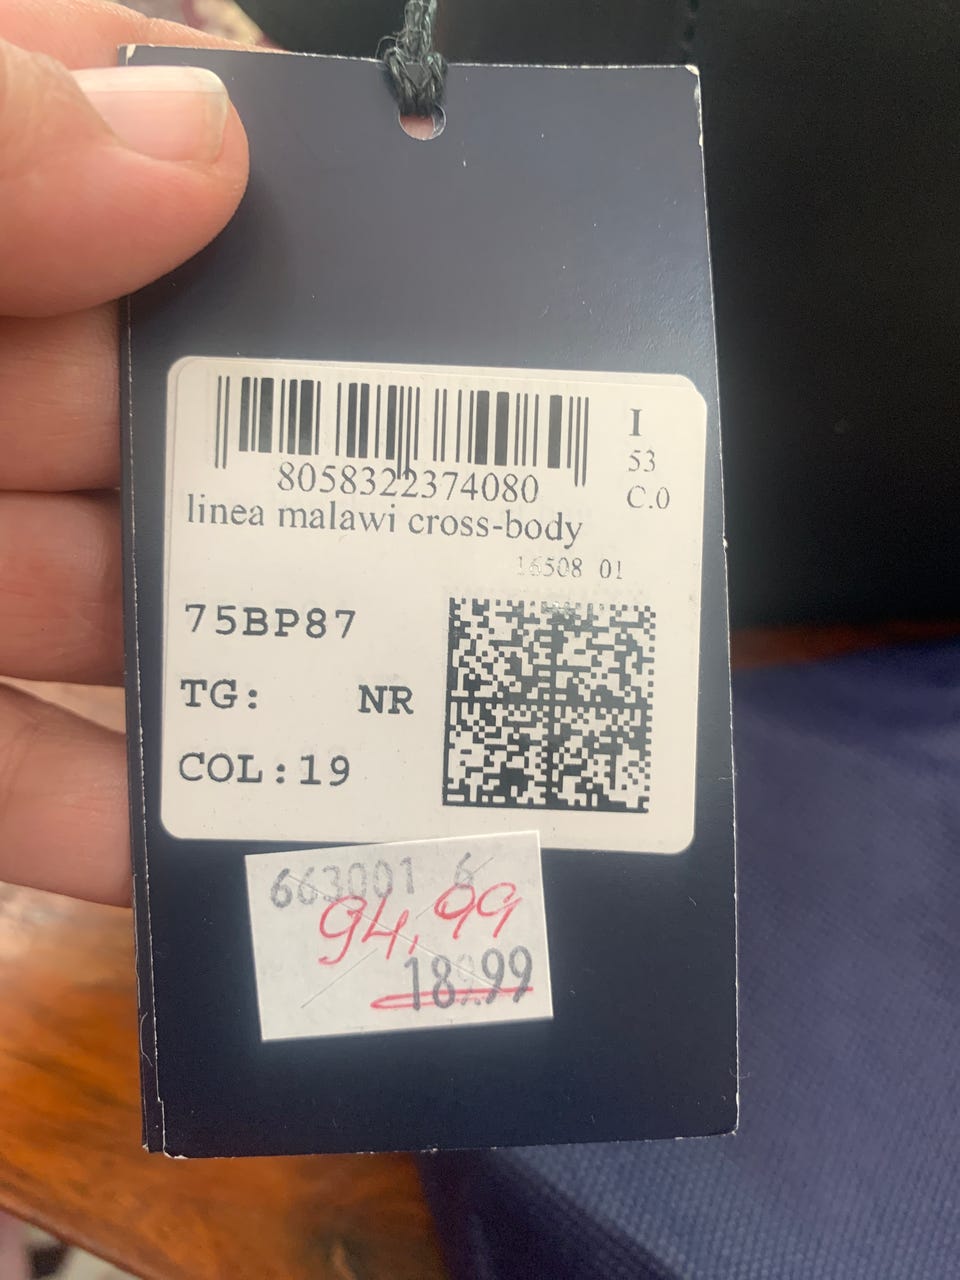 8058322374080
I
53
C.0
linea malawi cross-body
16508 01
75BP87
TG: NR
COL:19
663001 6
94,99